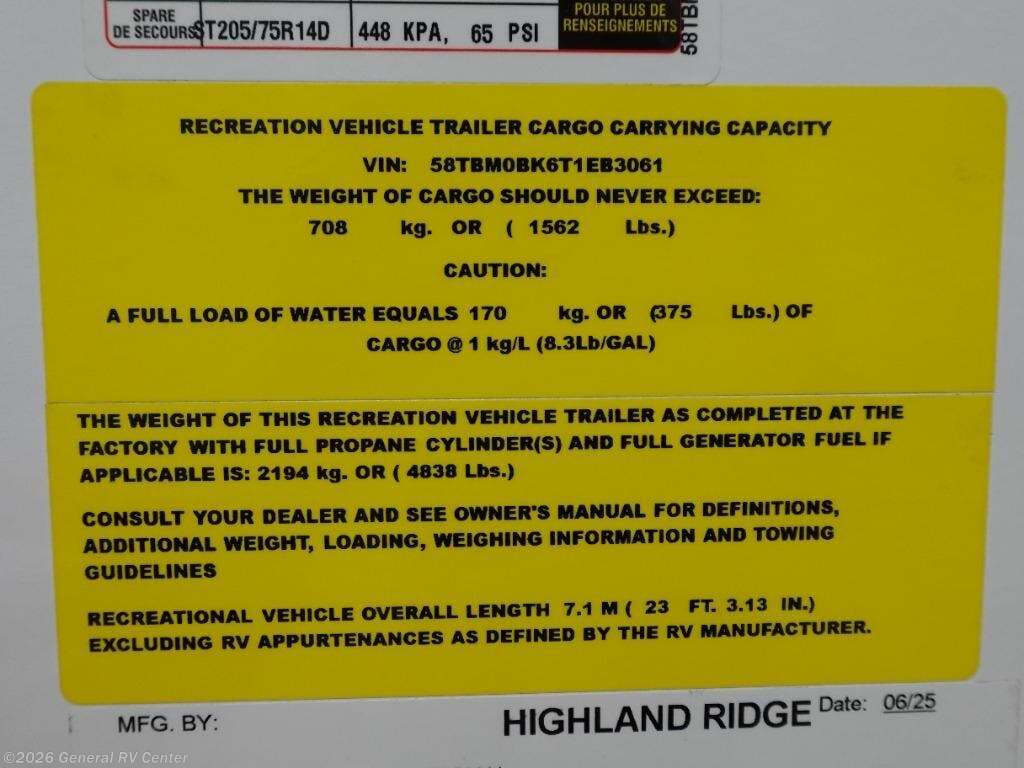 SPARE
DE SECOURS
ST205/75R14D
448 KPA, 65 PSI
POUR PLUS DE
RENSEIGNEMENTS
RECREATION VEHICLE TRAILER CARGO CARRYING CAPACITY
VIN: 58TBM0BK6T1EB3061
THE WEIGHT OF CARGO SHOULD NEVER EXCEED:
708 kg. OR ( 1562 Lbs.)
CAUTION:
A FULL LOAD OF WATER EQUALS 170 kg. OR (375 Lbs.) OF
CARGO @ 1 kg/L (8.3Lb/GAL)
THE WEIGHT OF THIS RECREATION VEHICLE TRAILER AS COMPLETED AT THE
FACTORY WITH FULL PROPANE CYLINDER(S) AND FULL GENERATOR FUEL IF
APPLICABLE IS: 2194 kg. OR ( 4838 Lbs.)
CONSULT YOUR DEALER AND SEE OWNER'S MANUAL FOR DEFINITIONS,
ADDITIONAL WEIGHT, LOADING, WEIGHING INFORMATION AND TOWING
GUIDELINES
RECREATIONAL VEHICLE OVERALL LENGTH 7.1 M ( 23 FT. 3.13 IN.)
EXCLUDING RV APPURTENANCES AS DEFINED BY THE RV MANUFACTURER.
MFG. BY: HIGHLAND RIDGE Date: 06/25
©2026 General RV Center